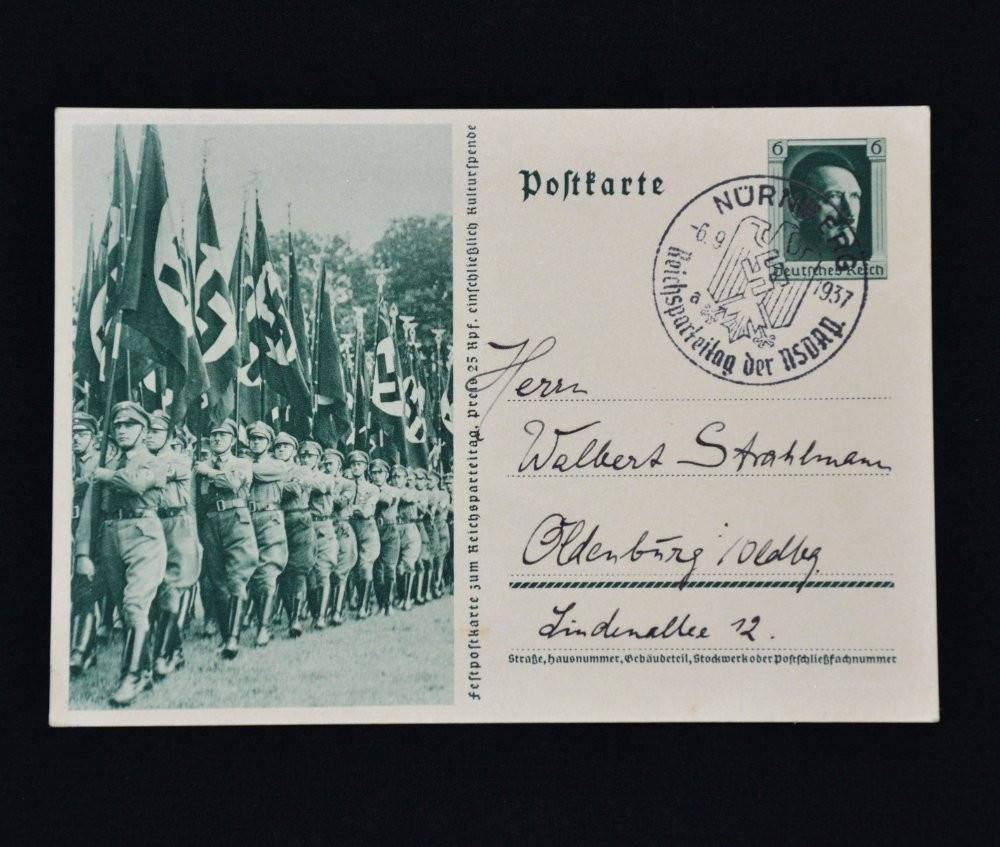 Festpostkarte zum Reichsparteitag. Preis 25 Rpf. einschließlich Kulturspende
Postkarte
6 6
Deutsches Reich
NÜRNBERG
-6.9
1937-
a
Reichsparteitag der NSDAP.
Herrn
Walbert Strahlmann
Oldenburg i/Oldbg.
Lindenallee 12.
Straße, Hausnummer, Gebäudeteil, Stockwerk oder Postschließfachnummer